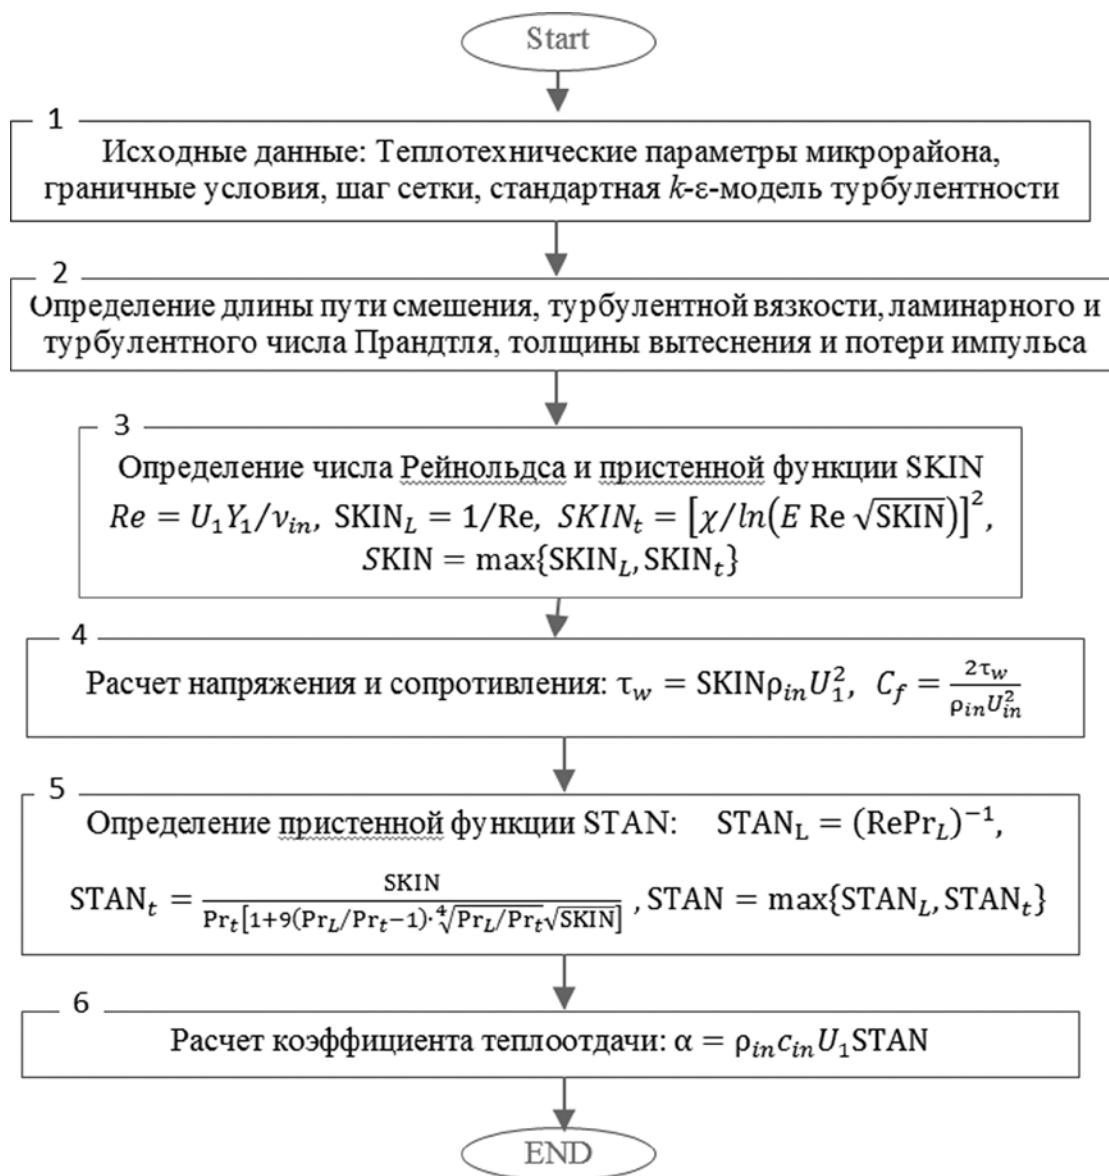 Start
1
Исходные данные: Теплотехнические параметры микрорайона,
граничные условия, шаг сетки, стандартная k-ε-модель турбулентности
2
Определение длины пути смешения, турбулентной вязкости, ламинарного и
турбулентного числа Прандтля, толщины вытеснения и потери импульса
3
Определение числа Рейнольдса и пристенной функции SKIN
Re = U₁Y₁/ν_in, SKIN_L = 1/Re, SKIN_t = [χ/ln(E Re √SKIN)]²,
SKIN = max{SKIN_L, SKIN_t}
4
Расчет напряжения и сопротивления: τ_w = SKINρ_in U₁², C_f = 2τ_w/(ρ_in U_in²)
5
Определение пристенной функции STAN: STAN_L = (RePr_L)⁻¹,
STAN_t = SKIN/(Pr_t[1+9(Pr_L/Pr_t−1)·∜(Pr_L/Pr_t)√SKIN]) , STAN = max{STAN_L, STAN_t}
6
Расчет коэффициента теплоотдачи: α = ρ_in c_in U₁STAN
END